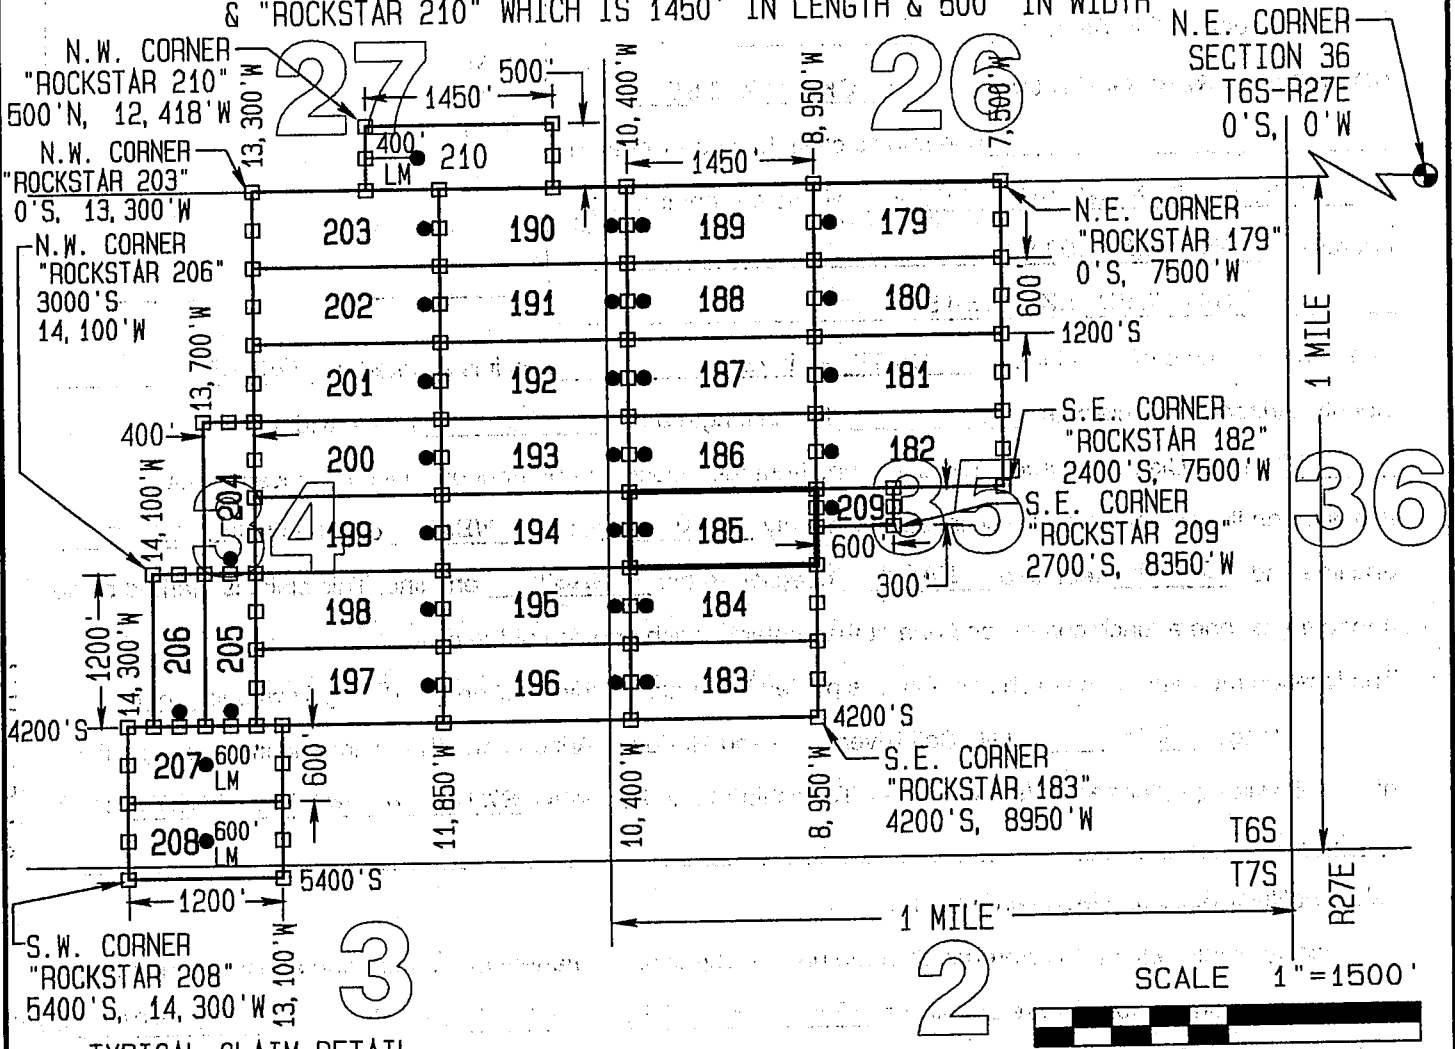 & "ROCKSTAR 210" WHICH IS 1450' IN LENGTH & 500' IN WIDTH
N.W. CORNER
"ROCKSTAR 210"
500'N, 12,418'W
27
26
N.E. CORNER
SECTION 36
T6S-R27E
0'S, 0'W
13,300'W.
1450'
500'
10,400'W.
8,950'W.
7,500'W
N.W. CORNER
"ROCKSTAR 203"
0'S, 13,300'W
400'
LM
210
1450'
N.W. CORNER
"ROCKSTAR 206"
3000'S
14,100'W
203
190
189
179
N.E. CORNER
"ROCKSTAR 179"
0'S, 7500'W
202
191
188
180
600'
1200'S
1 MILE
13,700'W.
201
192
187
181
400'
S.E. CORNER
"ROCKSTAR 182"
2400'S, 7500'W
200
193
186
182
14,100'W
204
34
35
36
199
194
185
209
600'
300'
S.E. CORNER
"ROCKSTAR 209"
2700'S, 8350'W
1200'
14,300'W.
206
205
198
195
184
197
196
183
4200'S
4200'S
207
600'
LM
600'
11,850'W.
10,400'W.
8,950'W.
S.E. CORNER
"ROCKSTAR 183"
4200'S, 8950'W
208
600'
LM
T6S
T7S
R27E
5400'S
1200'
1 MILE
S.W. CORNER
"ROCKSTAR 208"
5400'S, 14,300'W
13,100'W.
3
2
SCALE 1"=1500'
TYPICAL CLAIM DETAIL